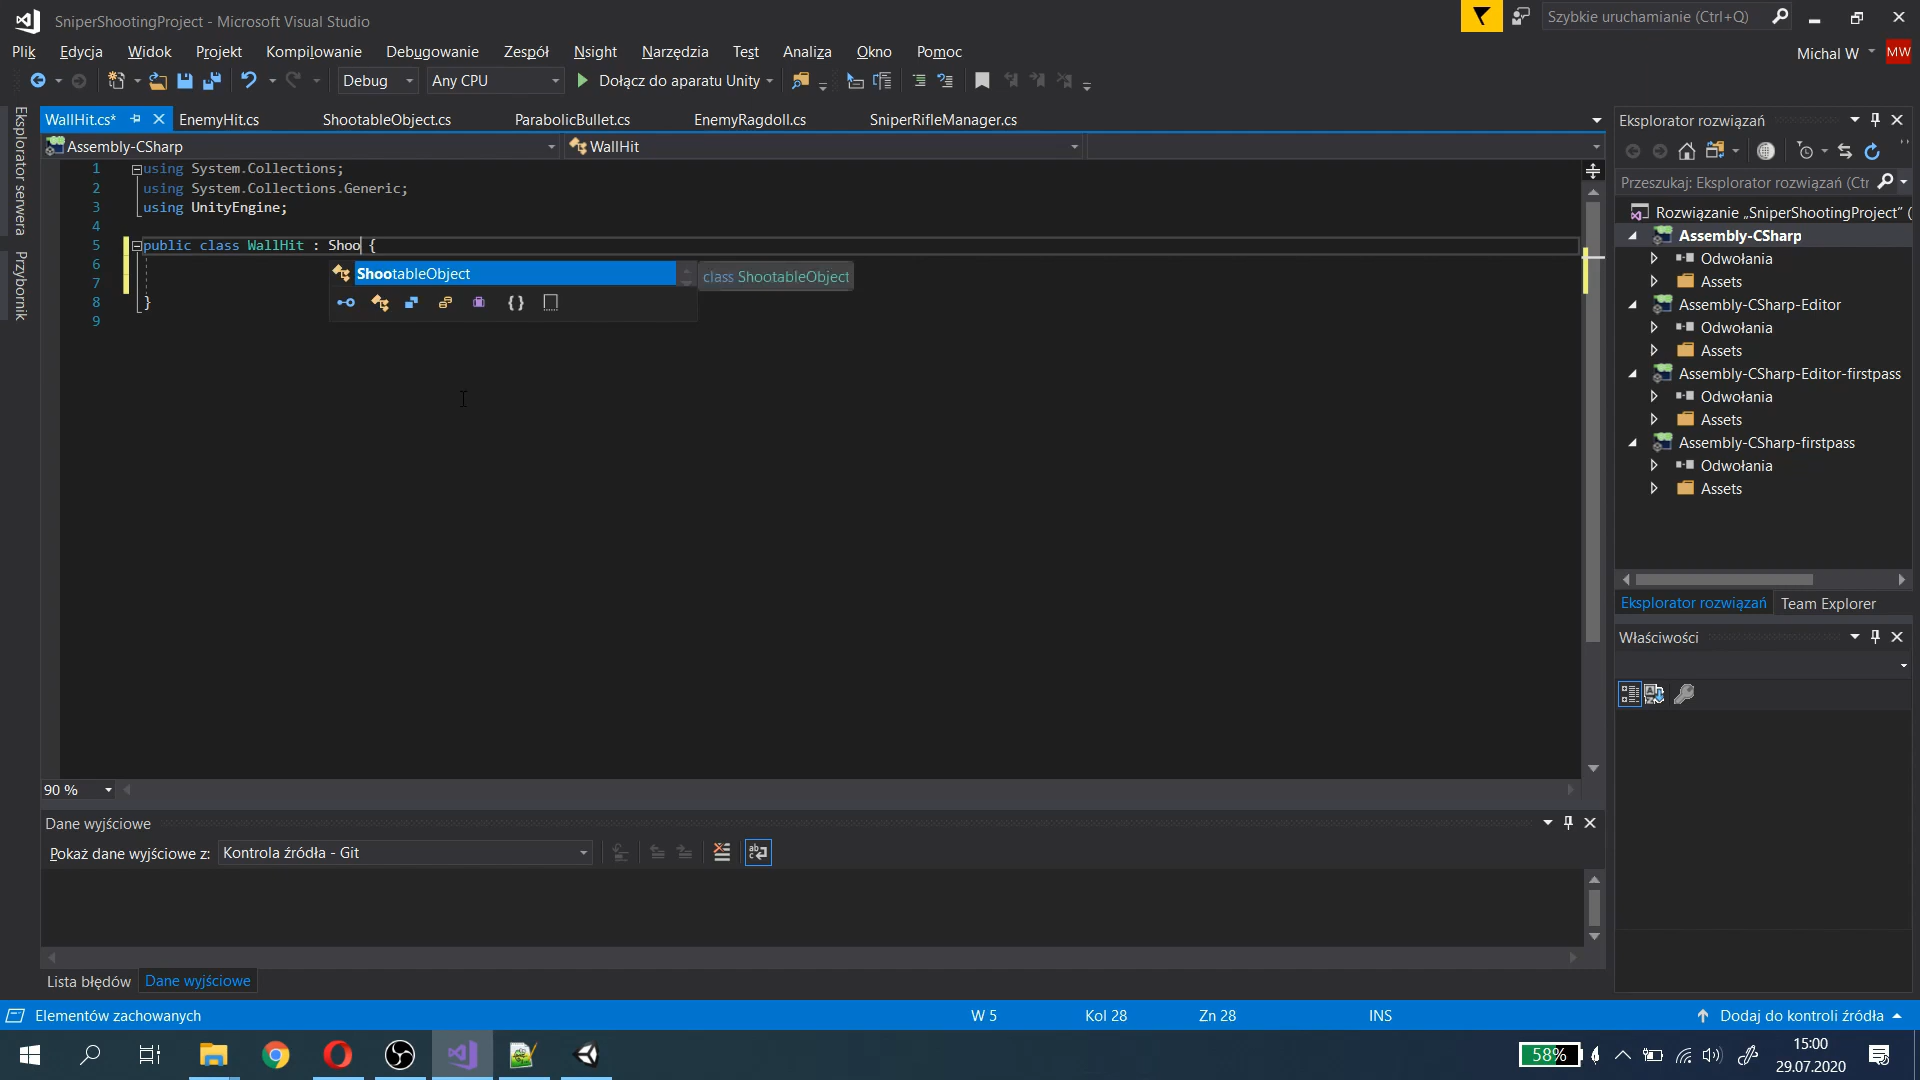 SniperShootingProject - Microsoft Visual Studio
Szybkie uruchamianie (Ctrl+Q)
Plik Edycja Widok Projekt Kompilowanie Debugowanie Zespół Nsight Narzędzia Test Analiza Okno Pomoc
Michal W MW
Debug Any CPU Dołącz do aparatu Unity
WallHit.cs* EnemyHit.cs ShootableObject.cs ParabolicBullet.cs EnemyRagdoll.cs SniperRifleManager.cs
Assembly-CSharp WallHit
Eksplorator serwera
Przybornik
1 using System.Collections;
2 using System.Collections.Generic;
3 using UnityEngine;
4
5 public class WallHit : Shoo {
6
7
8 }
9
ShootableObject
class ShootableObject
{ }
90 %
Dane wyjściowe
Pokaż dane wyjściowe z: Kontrola źródła - Git
Lista błędów Dane wyjściowe
Eksplorator rozwiązań
Przeszukaj: Eksplorator rozwiązań (Ctr
Rozwiązanie „SniperShootingProject” (
Assembly-CSharp
Odwołania
Assets
Assembly-CSharp-Editor
Odwołania
Assets
Assembly-CSharp-Editor-firstpass
Odwołania
Assets
Assembly-CSharp-firstpass
Odwołania
Assets
Eksplorator rozwiązań Team Explorer
Właściwości
Elementów zachowanych W 5 Kol 28 Zn 28 INS Dodaj do kontroli źródła
58%
15:00
29.07.2020